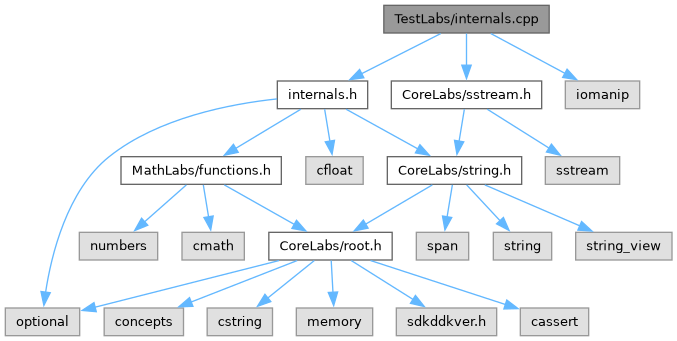 TestLabs/internals.cpp
internals.h
CoreLabs/sstream.h
iomanip
MathLabs/functions.h
cfloat
CoreLabs/string.h
sstream
numbers
cmath
CoreLabs/root.h
span
string
string_view
optional
concepts
cstring
memory
sdkddkver.h
cassert